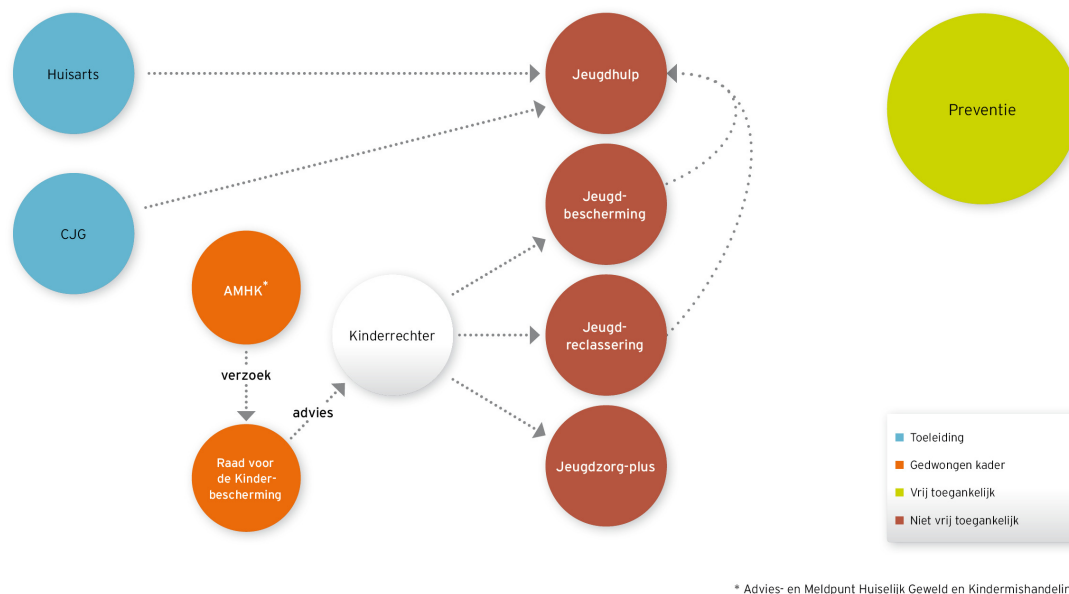 Huisarts
Jeugdhulp
Preventie
CJG
Jeugd-
bescherming
AMHK*
Kinderrechter
Jeugd-
reclassering
verzoek
advies
Raad voor
de Kinder-
bescherming
Jeugdzorg-plus
Toeleiding
Gedwongen kader
Vrij toegankelijk
Niet vrij toegankelijk
* Advies- en Meldpunt Huiselijk Geweld en Kindermishandelin